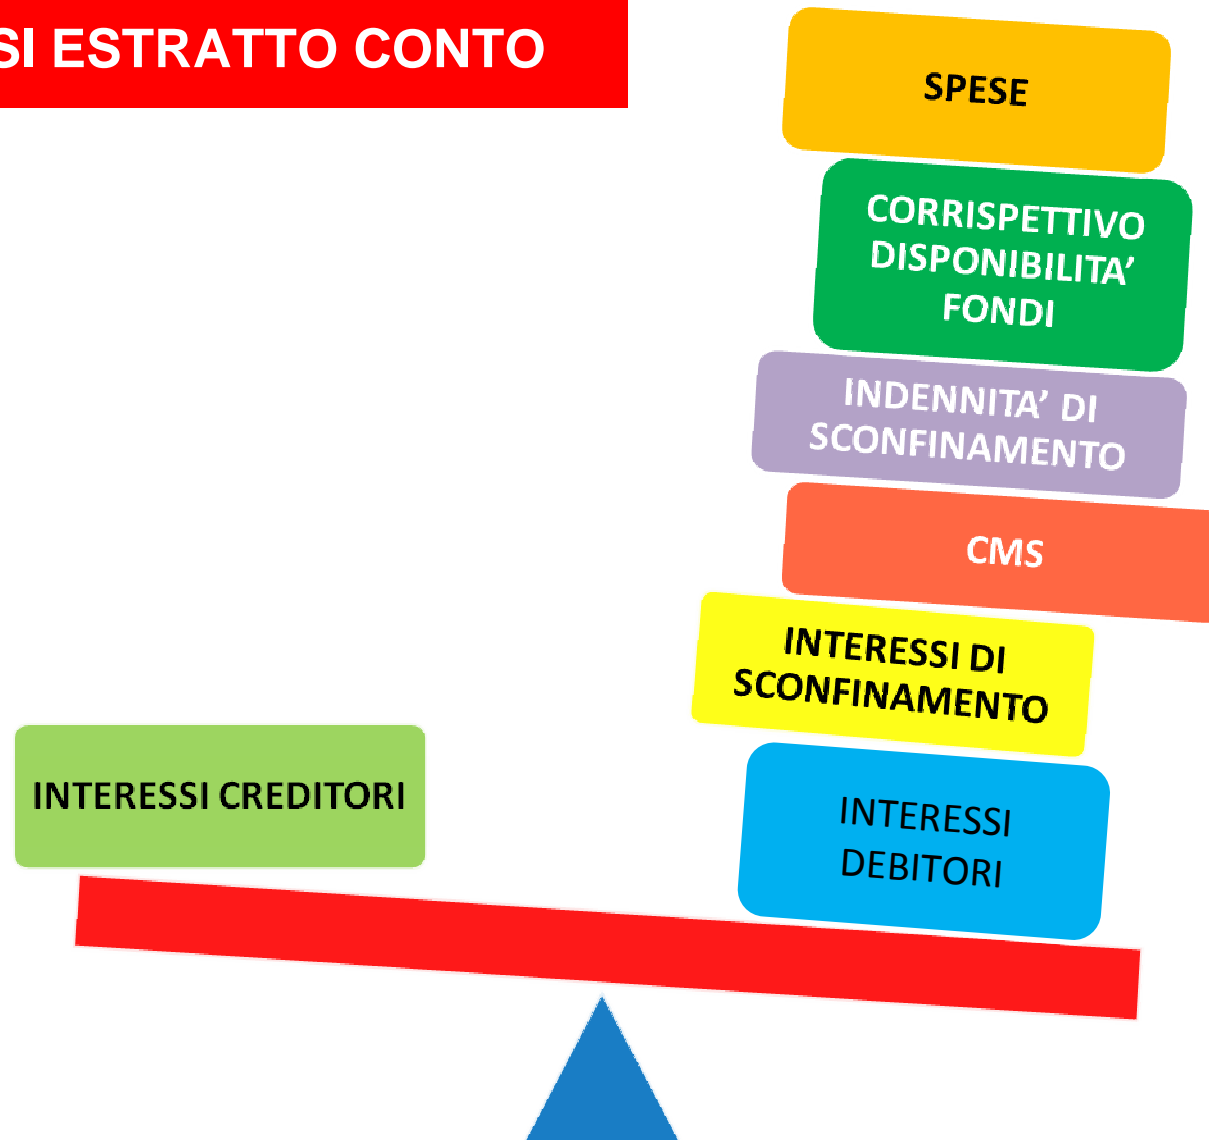 SI ESTRATTO CONTO
SPESE
CORRISPETTIVO
DISPONIBILITA’
FONDI
INDENNITA’ DI
SCONFINAMENTO
CMS
INTERESSI DI
SCONFINAMENTO
INTERESSI CREDITORI
INTERESSI
DEBITORI